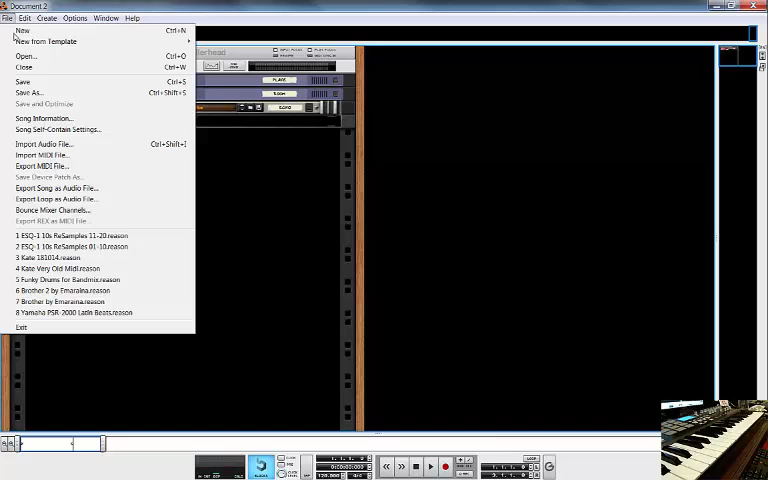 Document 2
File Edit Create Options Window Help
New Ctrl+N
New from Template
Open... Ctrl+O
Close Ctrl+W
Save Ctrl+S
Save As... Ctrl+Shift+S
Save and Optimize
Song Information...
Song Self-Contain Settings...
Import Audio File... Ctrl+Shift+I
Import MIDI File...
Export MIDI File...
Save Device Patch As...
Export Song as Audio File...
Export Loop as Audio File...
Bounce Mixer Channels...
Export REX as MIDI File...
1 ESQ-1 10s ReSamples 11-20.reason
2 ESQ-1 10s ReSamples 01-10.reason
3 Kate 181014.reason
4 Kate Very Old Midi.reason
5 Funky Drums for Bandmix.reason
6 Brother 2 by Emaraina.reason
7 Brother by Emaraina.reason
8 Yamaha PSR-2000 Latin Beats.reason
Exit
BLOCKS
LOOP